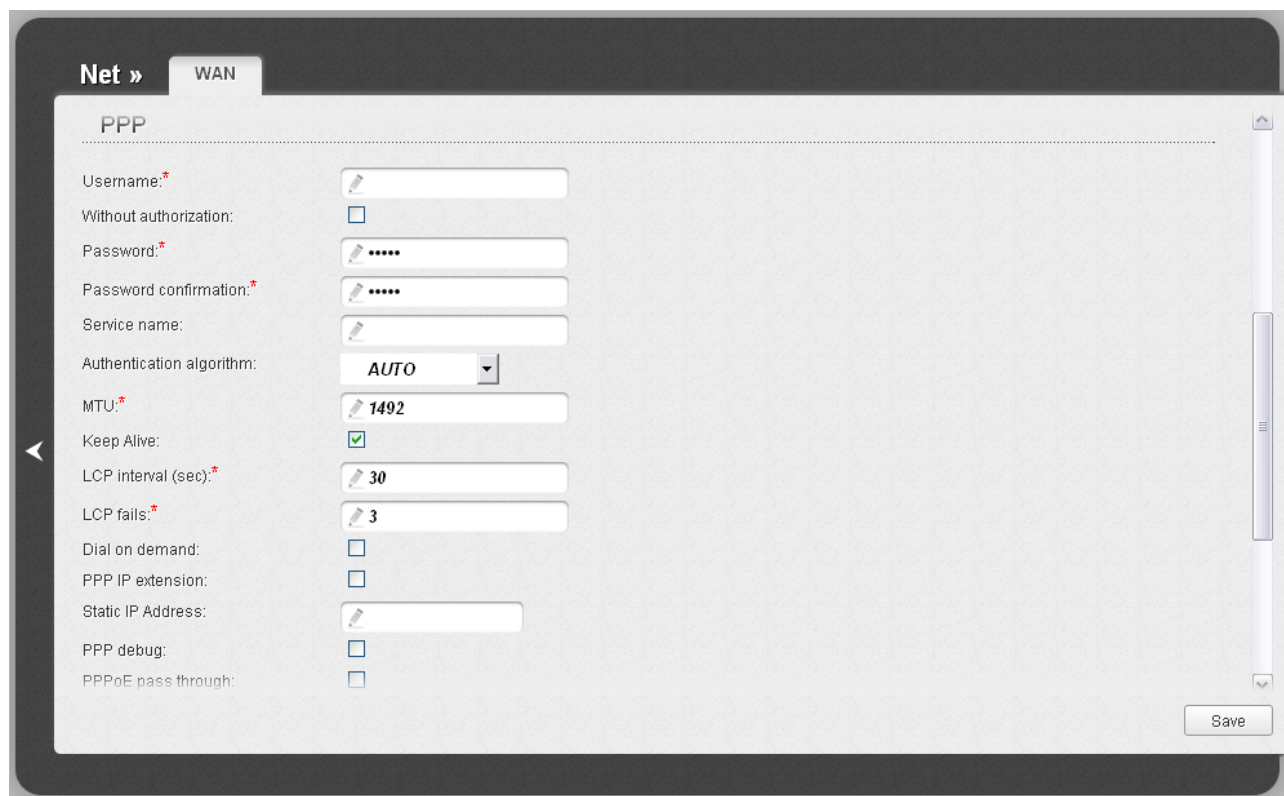 Net » WAN
PPP
Username:*
Without authorization:
Password:* •••••
Password confirmation:* •••••
Service name:
Authentication algorithm: AUTO
MTU:* 1492
Keep Alive:
LCP interval (sec):* 30
LCP fails:* 3
Dial on demand:
PPP IP extension:
Static IP Address:
PPP debug:
PPPoE pass through:
Save